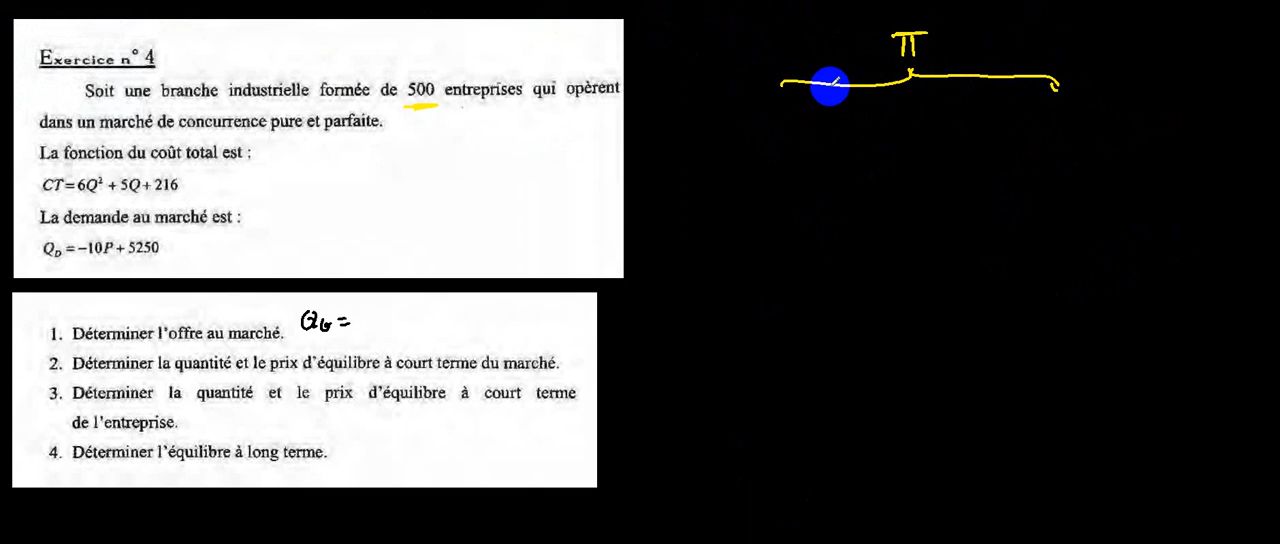 Exercice n° 4
Soit une branche industrielle formée de 500 entreprises qui opèrent
dans un marché de concurrence pure et parfaite.
La fonction du coût total est :
CT=6Q² + 5Q+216
La demande au marché est :
Q_D =−10P+5250
1. Déterminer l'offre au marché.
2. Déterminer la quantité et le prix d'équilibre à court terme du marché.
3. Déterminer la quantité et le prix d'équilibre à court terme
de l'entreprise.
4. Déterminer l'équilibre à long terme.
π